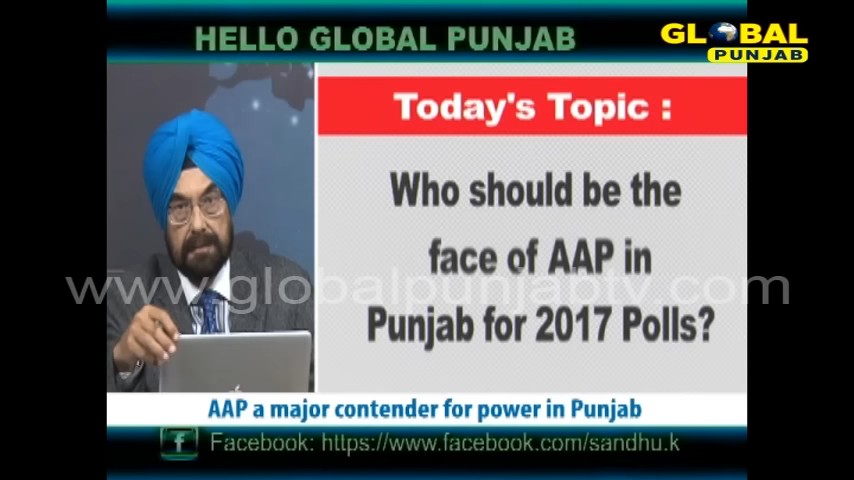 HELLO GLOBAL PUNJAB
GLOBAL
PUNJAB
Today's Topic :
Who should be the
face of AAP in
Punjab for 2017 Polls?
www.globalpunjabtv.com
AAP a major contender for power in Punjab
f Facebook: https://www.facebook.com/sandhu.k